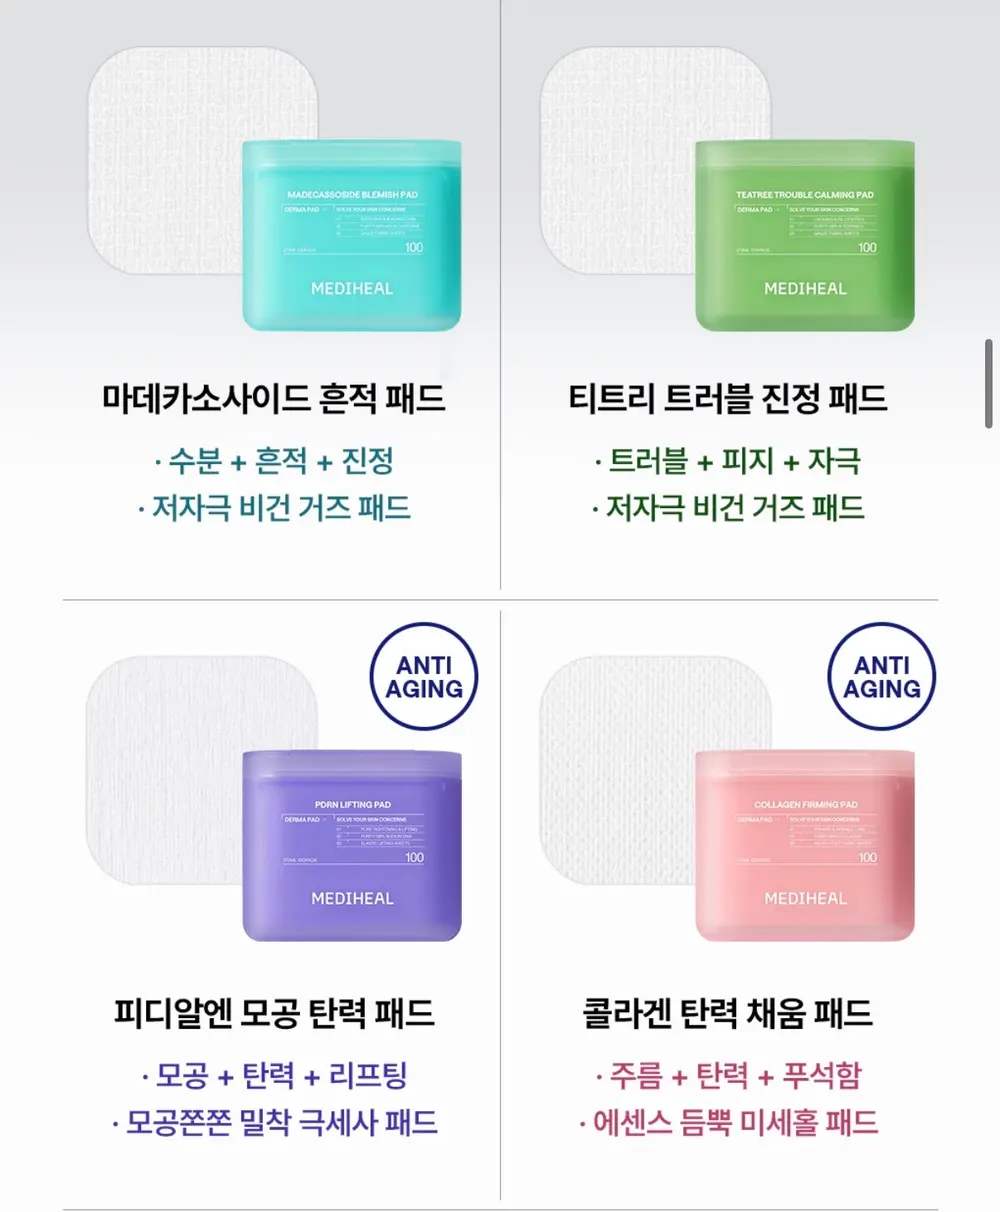 MADECASSOSIDE BLEMISH PAD
DERMA PAD
SOLVE YOUR SKIN CONCERNS
100
MEDIHEAL
마데카소사이드 흔적 패드
· 수분 + 흔적 + 진정
· 저자극 비건 거즈 패드
TEATREE TROUBLE CALMING PAD
DERMA PAD
SOLVE YOUR SKIN CONCERNS
100
MEDIHEAL
티트리 트러블 진정 패드
· 트러블 + 피지 + 자극
· 저자극 비건 거즈 패드
ANTI
AGING
PDRN LIFTING PAD
DERMA PAD
SOLVE YOUR SKIN CONCERNS
100
MEDIHEAL
피디알엔 모공 탄력 패드
· 모공 + 탄력 + 리프팅
· 모공쫀쫀 밀착 극세사 패드
ANTI
AGING
COLLAGEN FIRMING PAD
DERMA PAD
SOLVE YOUR SKIN CONCERNS
100
MEDIHEAL
콜라겐 탄력 채움 패드
· 주름 + 탄력 + 푸석함
· 에센스 듬뿍 미세홀 패드